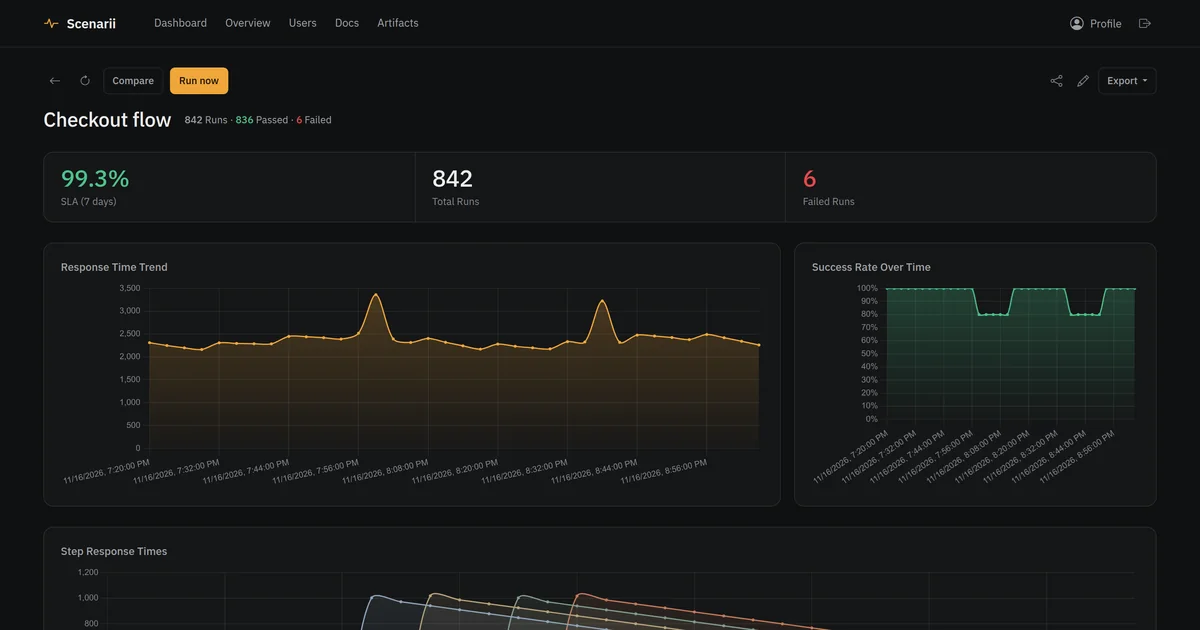 Scenarii
Dashboard Overview Users Docs Artifacts
Profile
Compare
Run now
Export
Checkout flow
842 Runs · 836 Passed · 6 Failed
99.3%
SLA (7 days)
842
Total Runs
6
Failed Runs
Response Time Trend
3,500
3,000
2,500
2,000
1,500
1,000
500
0
11/16/2026, 7:20:00 PM
11/16/2026, 7:32:00 PM
11/16/2026, 7:44:00 PM
11/16/2026, 7:56:00 PM
11/16/2026, 8:08:00 PM
11/16/2026, 8:20:00 PM
11/16/2026, 8:32:00 PM
11/16/2026, 8:44:00 PM
11/16/2026, 8:56:00 PM
Success Rate Over Time
100%
90%
80%
70%
60%
50%
40%
30%
20%
10%
0%
11/16/2026, 7:20:00 PM
11/16/2026, 7:32:00 PM
11/16/2026, 7:44:00 PM
11/16/2026, 7:56:00 PM
11/16/2026, 8:08:00 PM
11/16/2026, 8:20:00 PM
11/16/2026, 8:32:00 PM
11/16/2026, 8:44:00 PM
11/16/2026, 8:56:00 PM
Step Response Times
1,200
1,000
800